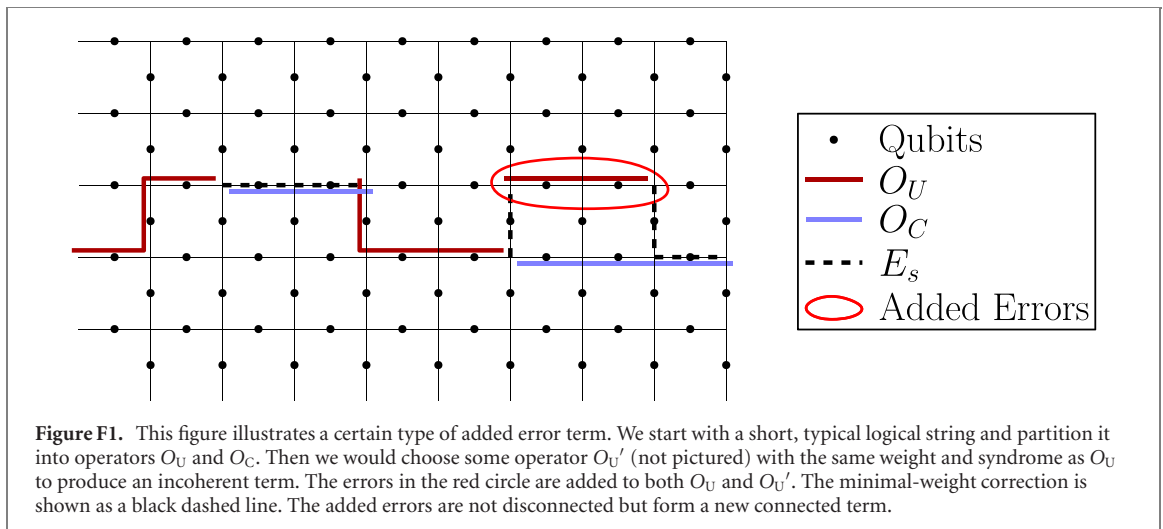 Qubits
O_U
O_C
E_s
Added Errors
Figure F1. This figure illustrates a certain type of added error term. We start with a short, typical logical string and partition it
into operators O_U and O_C. Then we would choose some operator O_U′ (not pictured) with the same weight and syndrome as O_U
to produce an incoherent term. The errors in the red circle are added to both O_U and O_U′. The minimal-weight correction is
shown as a black dashed line. The added errors are not disconnected but form a new connected term.